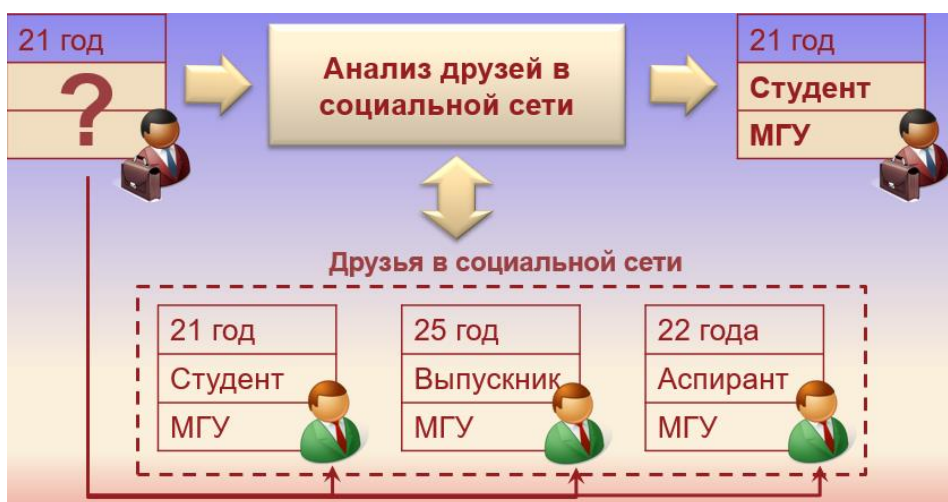 21 год
?
Анализ друзей в
социальной сети
21 год
Студент
МГУ
Друзья в социальной сети
21 год
Студент
МГУ
25 год
Выпускник
МГУ
22 года
Аспирант
МГУ